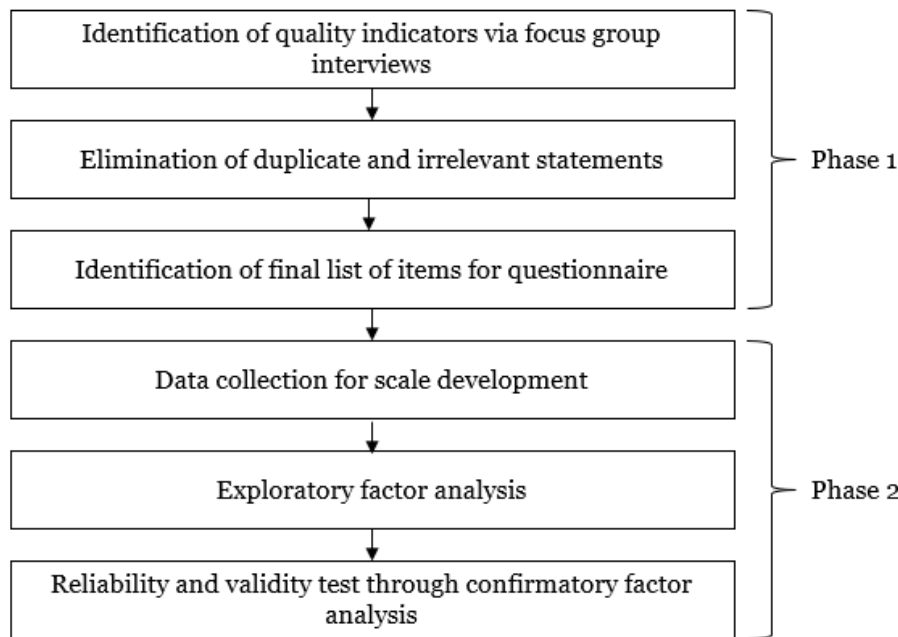 Identification of quality indicators via focus group
interviews
Elimination of duplicate and irrelevant statements
Phase 1
Identification of final list of items for questionnaire
Data collection for scale development
Exploratory factor analysis
Phase 2
Reliability and validity test through confirmatory factor
analysis